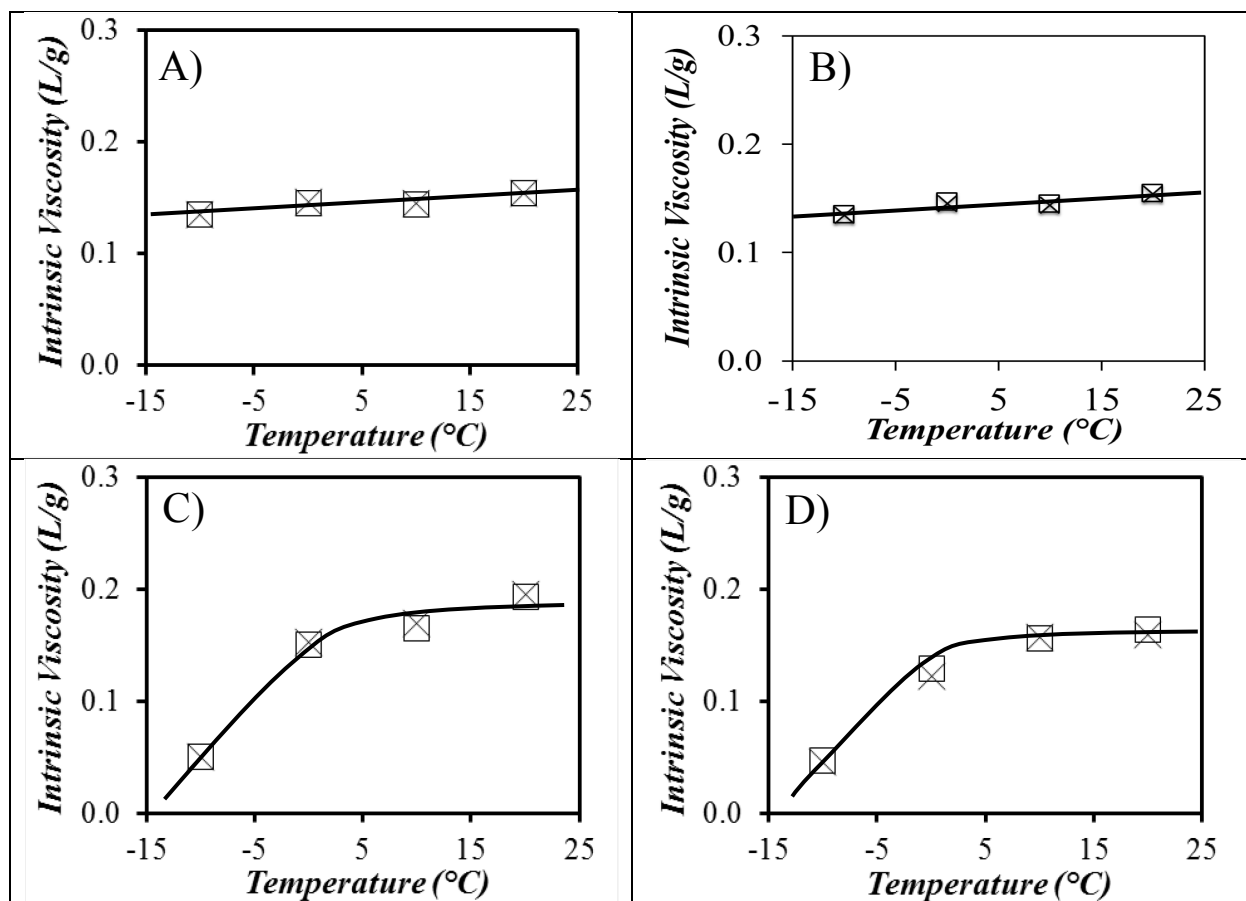 A)
Intrinsic Viscosity (L/g)
0.3
0.2
0.1
0.0
-15 -5 5 15 25
Temperature (°C)
B)
Intrinsic Viscosity (L/g)
0.3
0.2
0.1
0.0
-15 -5 5 15 25
Temperature (°C)
C)
Intrinsic Viscosity (L/g)
0.3
0.2
0.1
0.0
-15 -5 5 15 25
Temperature (°C)
D)
Intrinsic Viscosity (L/g)
0.3
0.2
0.1
0.0
-15 -5 5 15 25
Temperature (°C)